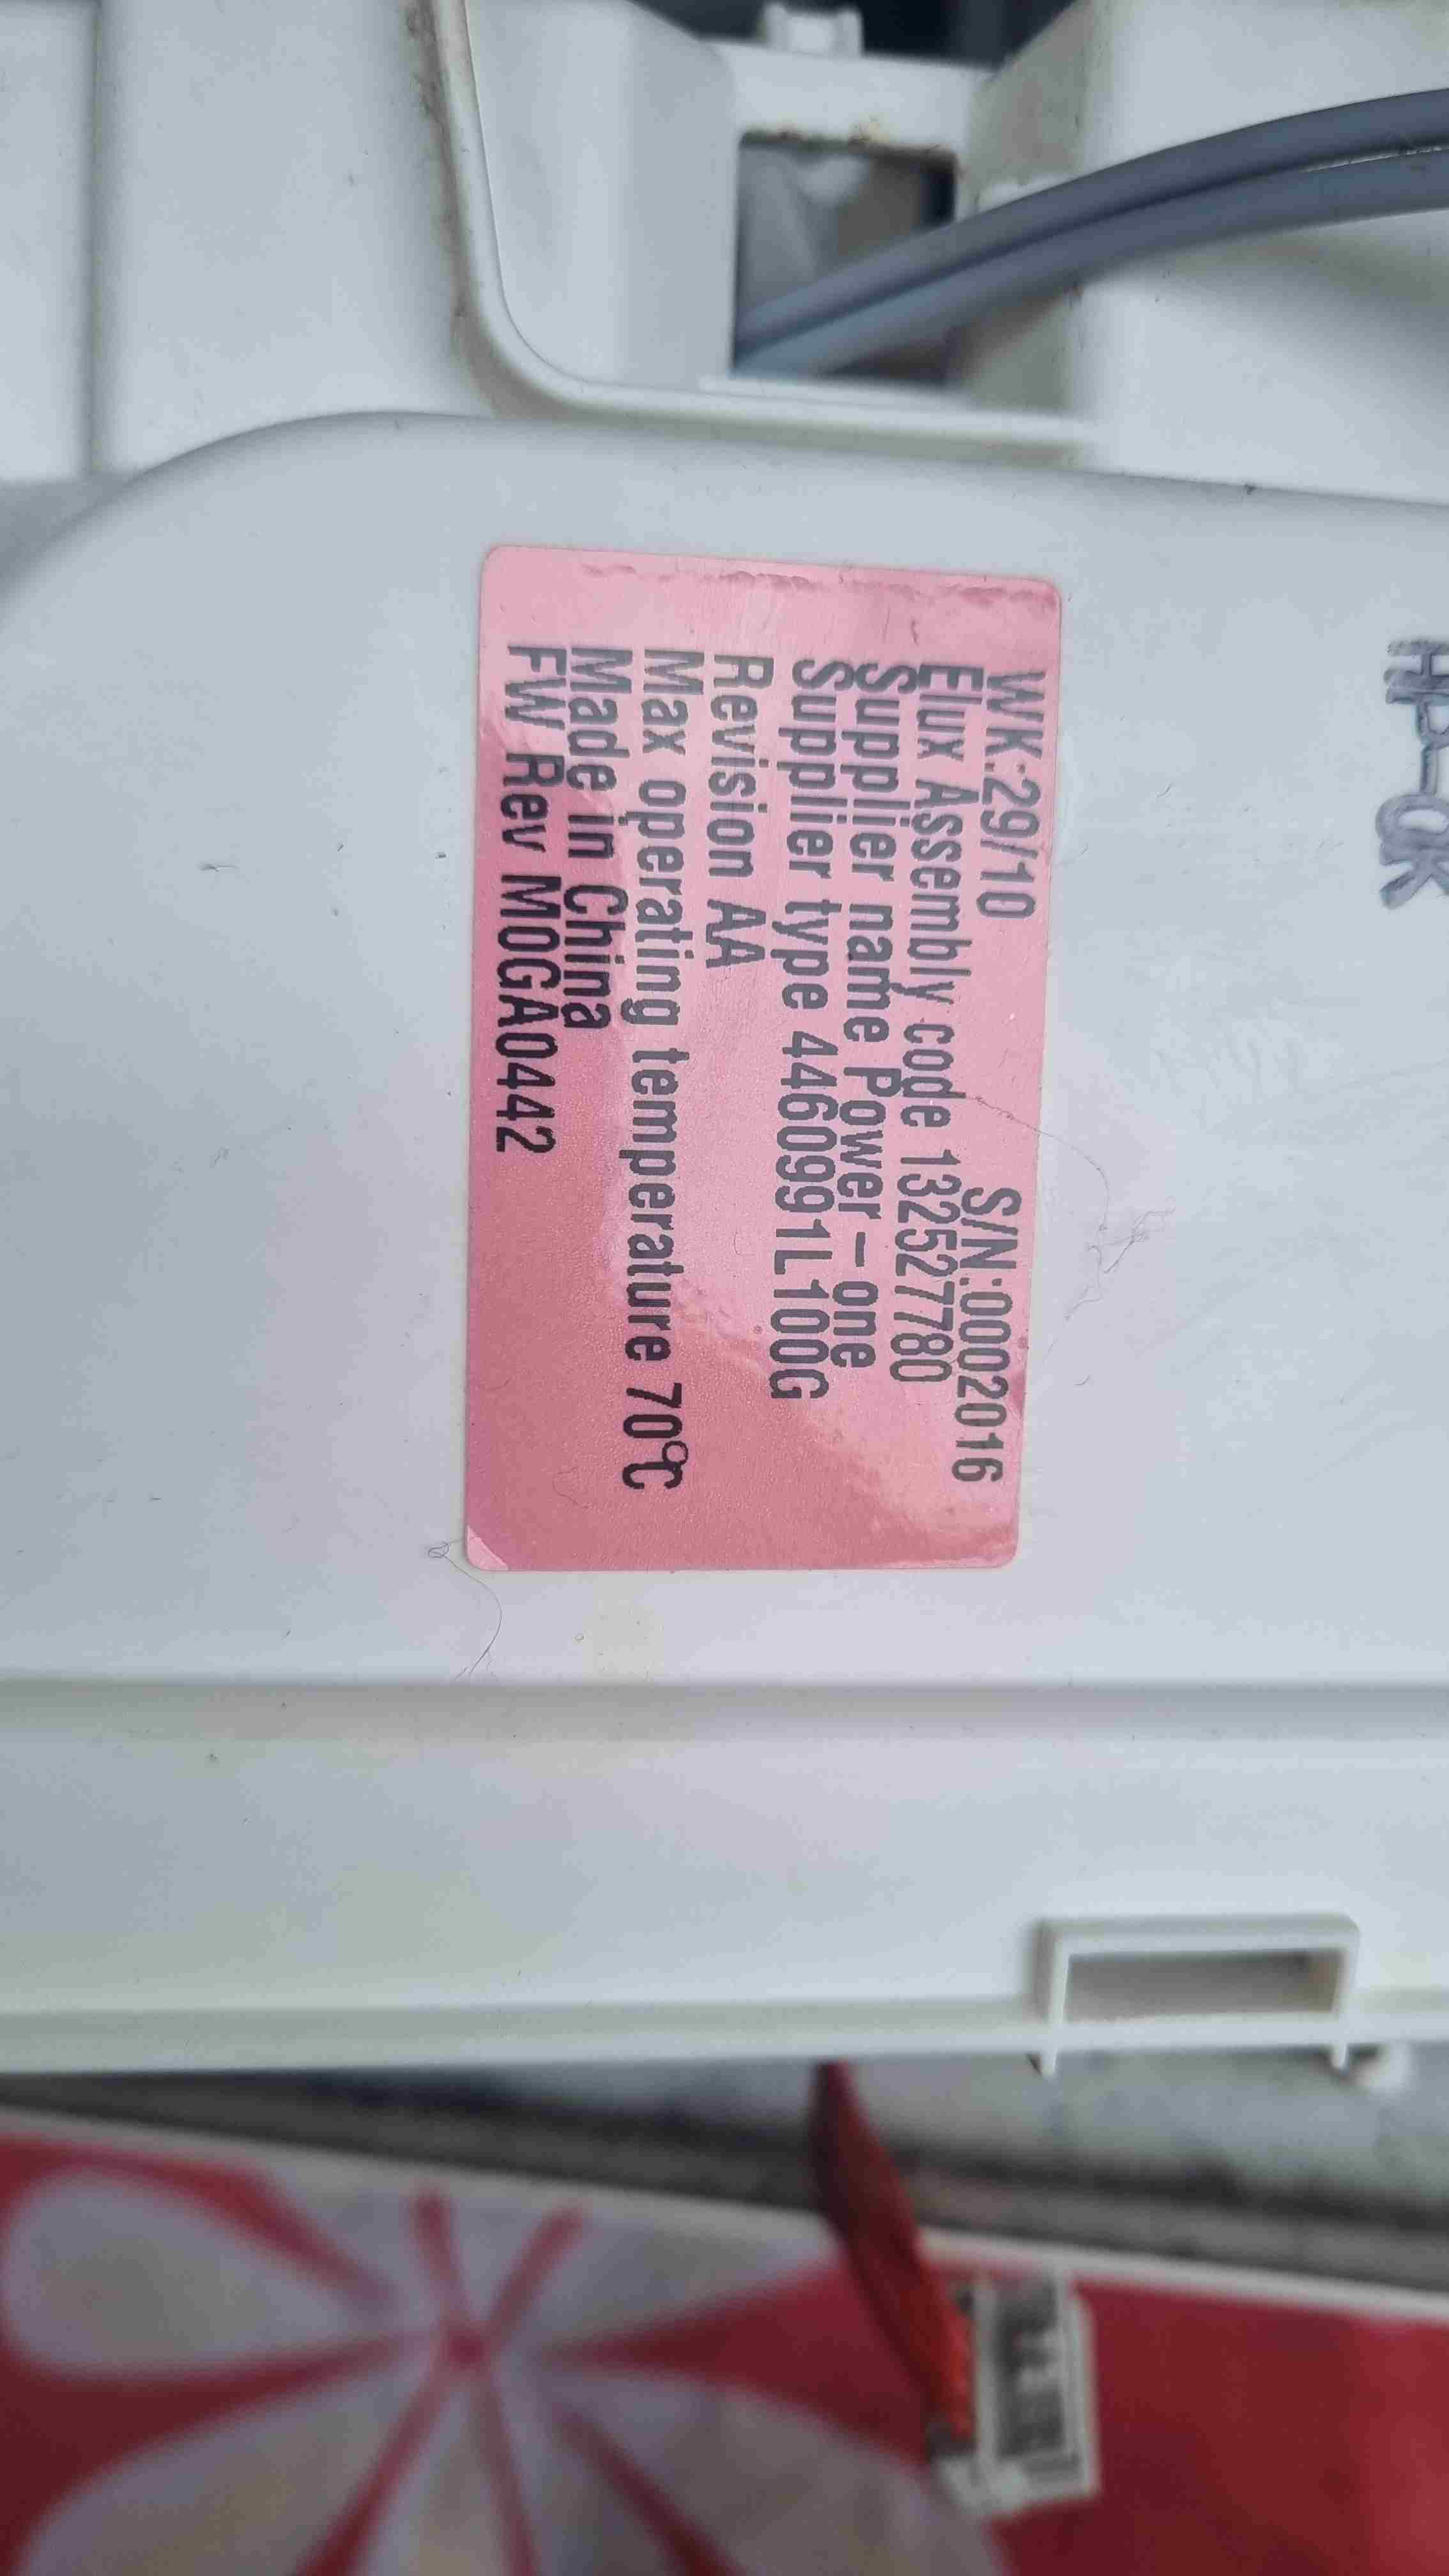 WK:29/10 S/N:0002016
Elux Assembly code 132527780
Supplier name Power-one
Supplier type 4460991L100G
Revision AA
Max operating temperature 70℃
Made in China
FW Rev M0GA0442
HP-OK